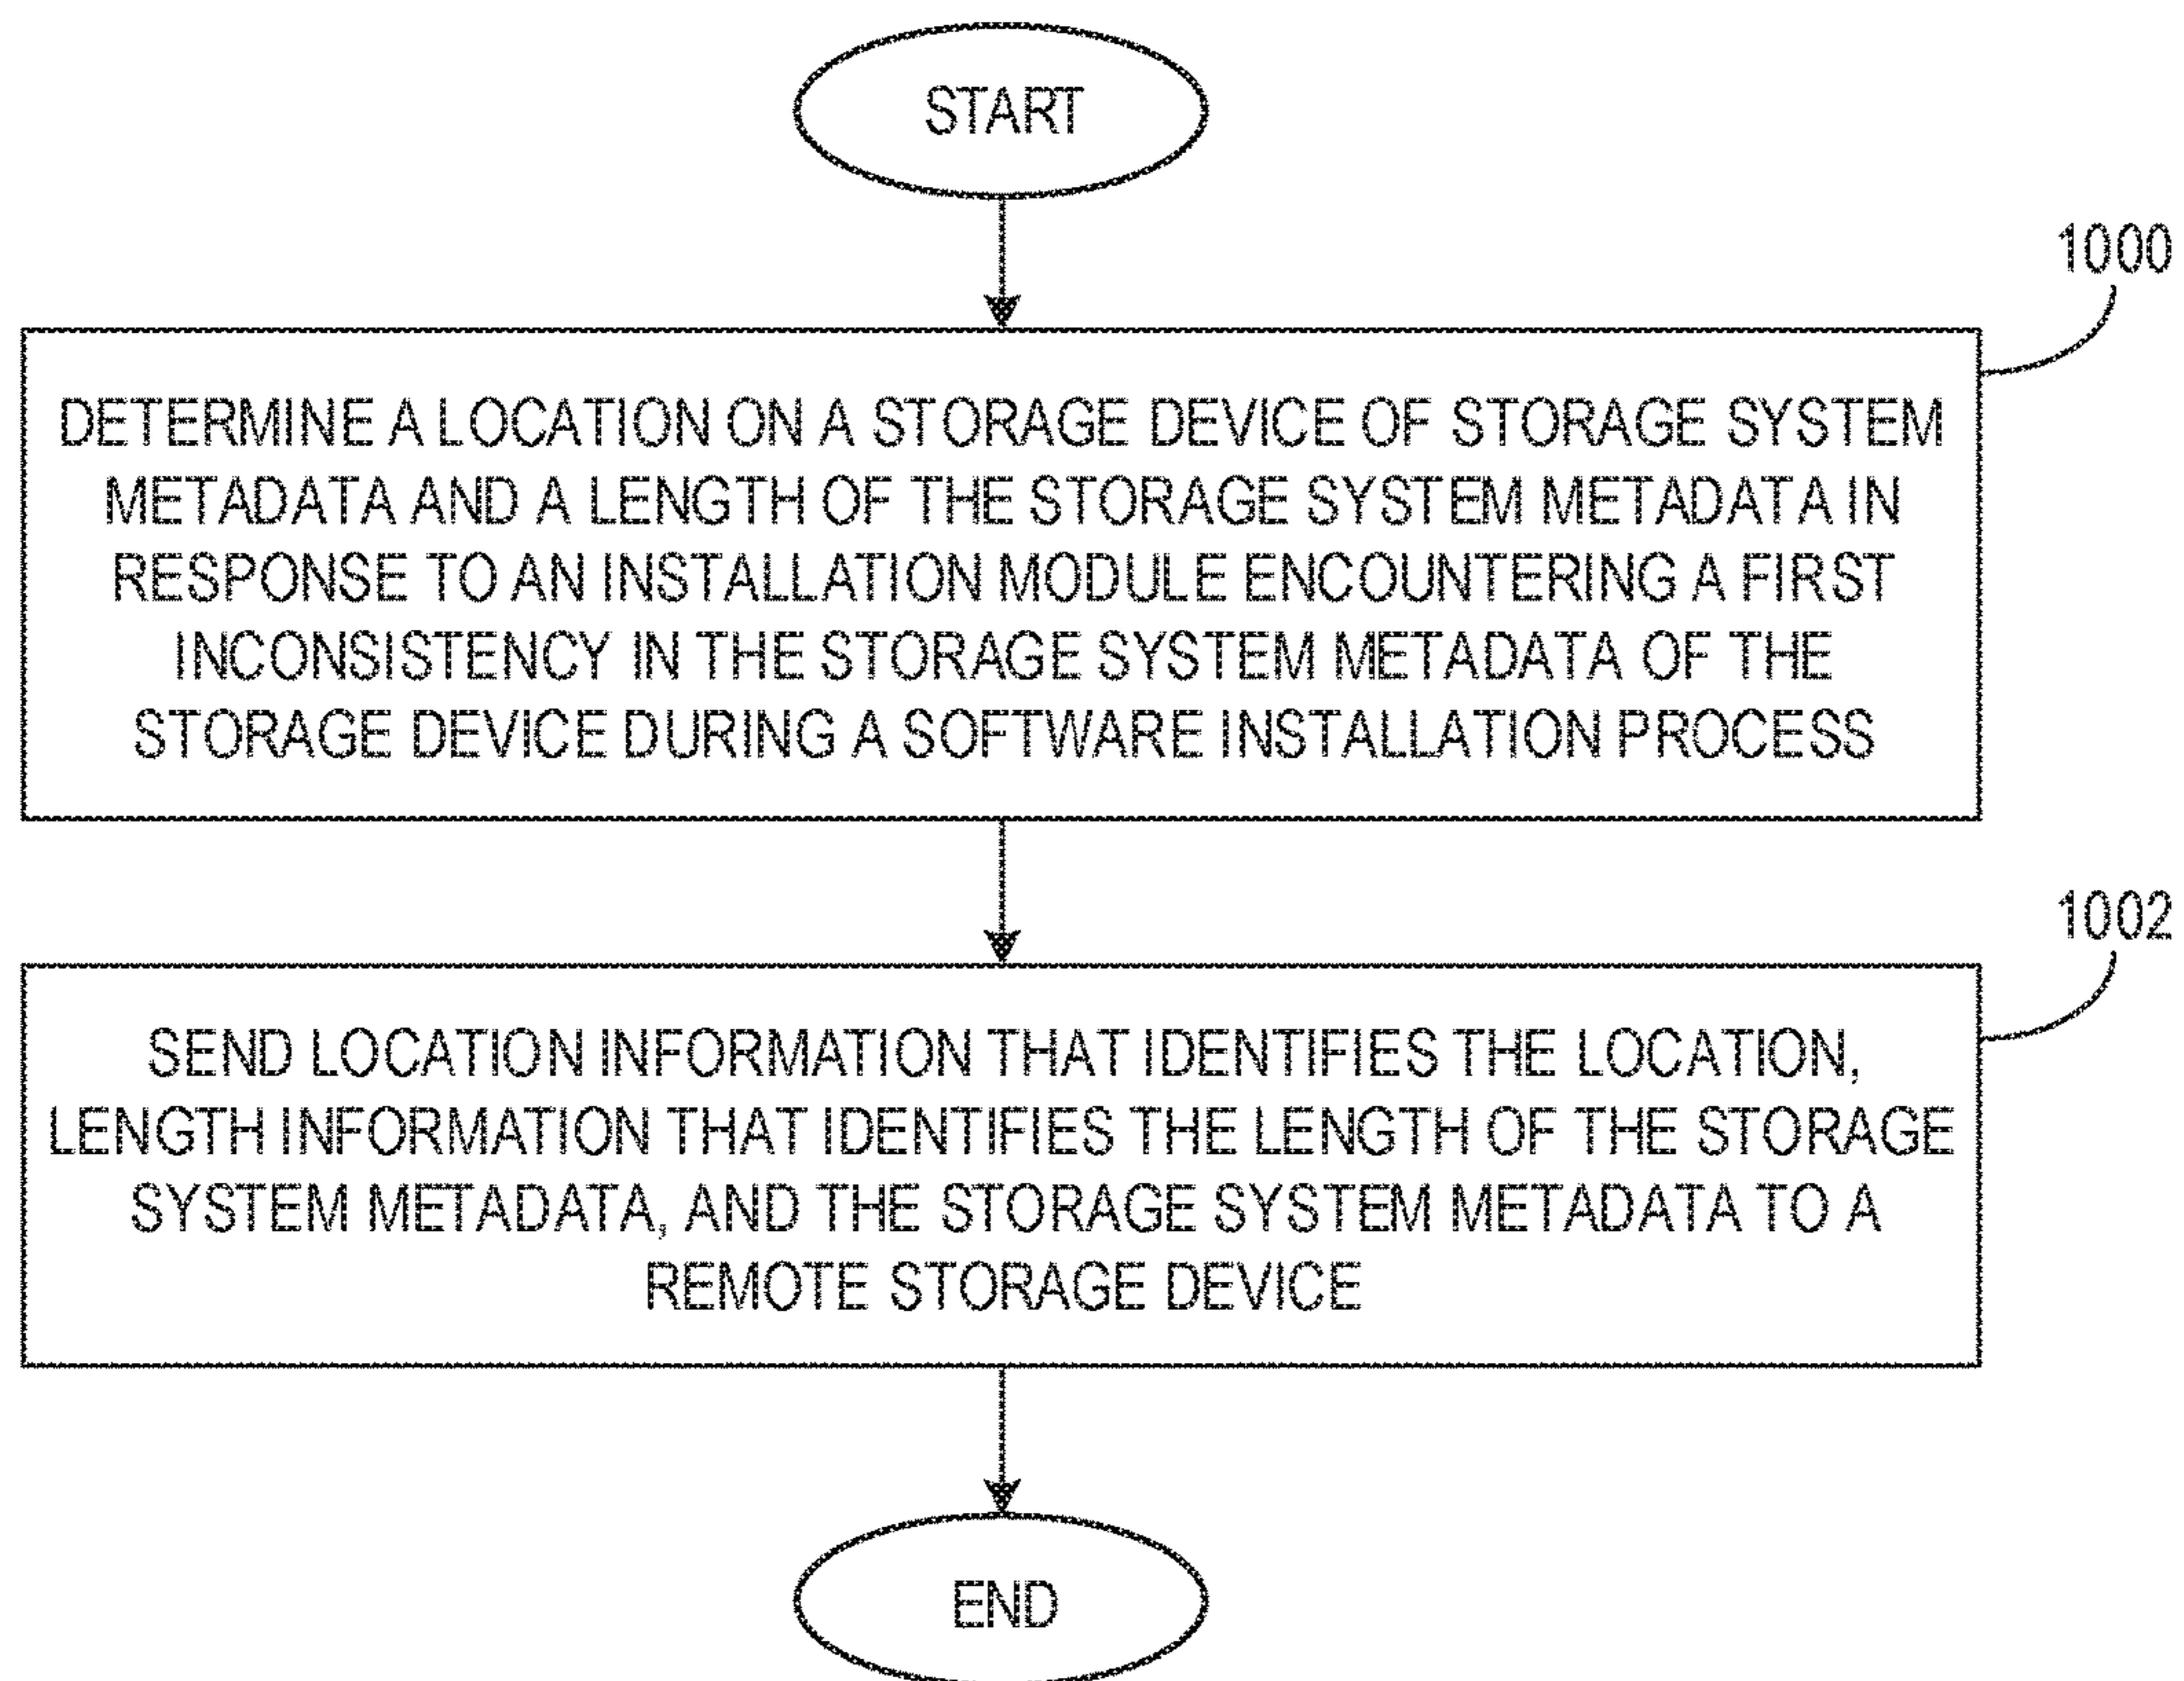 START
1000
DETERMINE A LOCATION ON A STORAGE DEVICE OF STORAGE SYSTEM
METADATA AND A LENGTH OF THE STORAGE SYSTEM METADATA IN
RESPONSE TO AN INSTALLATION MODULE ENCOUNTERING A FIRST
INCONSISTENCY IN THE STORAGE SYSTEM METADATA OF THE
STORAGE DEVICE DURING A SOFTWARE INSTALLATION PROCESS
1002
SEND LOCATION INFORMATION THAT IDENTIFIES THE LOCATION,
LENGTH INFORMATION THAT IDENTIFIES THE LENGTH OF THE STORAGE
SYSTEM METADATA, AND THE STORAGE SYSTEM METADATA TO A
REMOTE STORAGE DEVICE
END